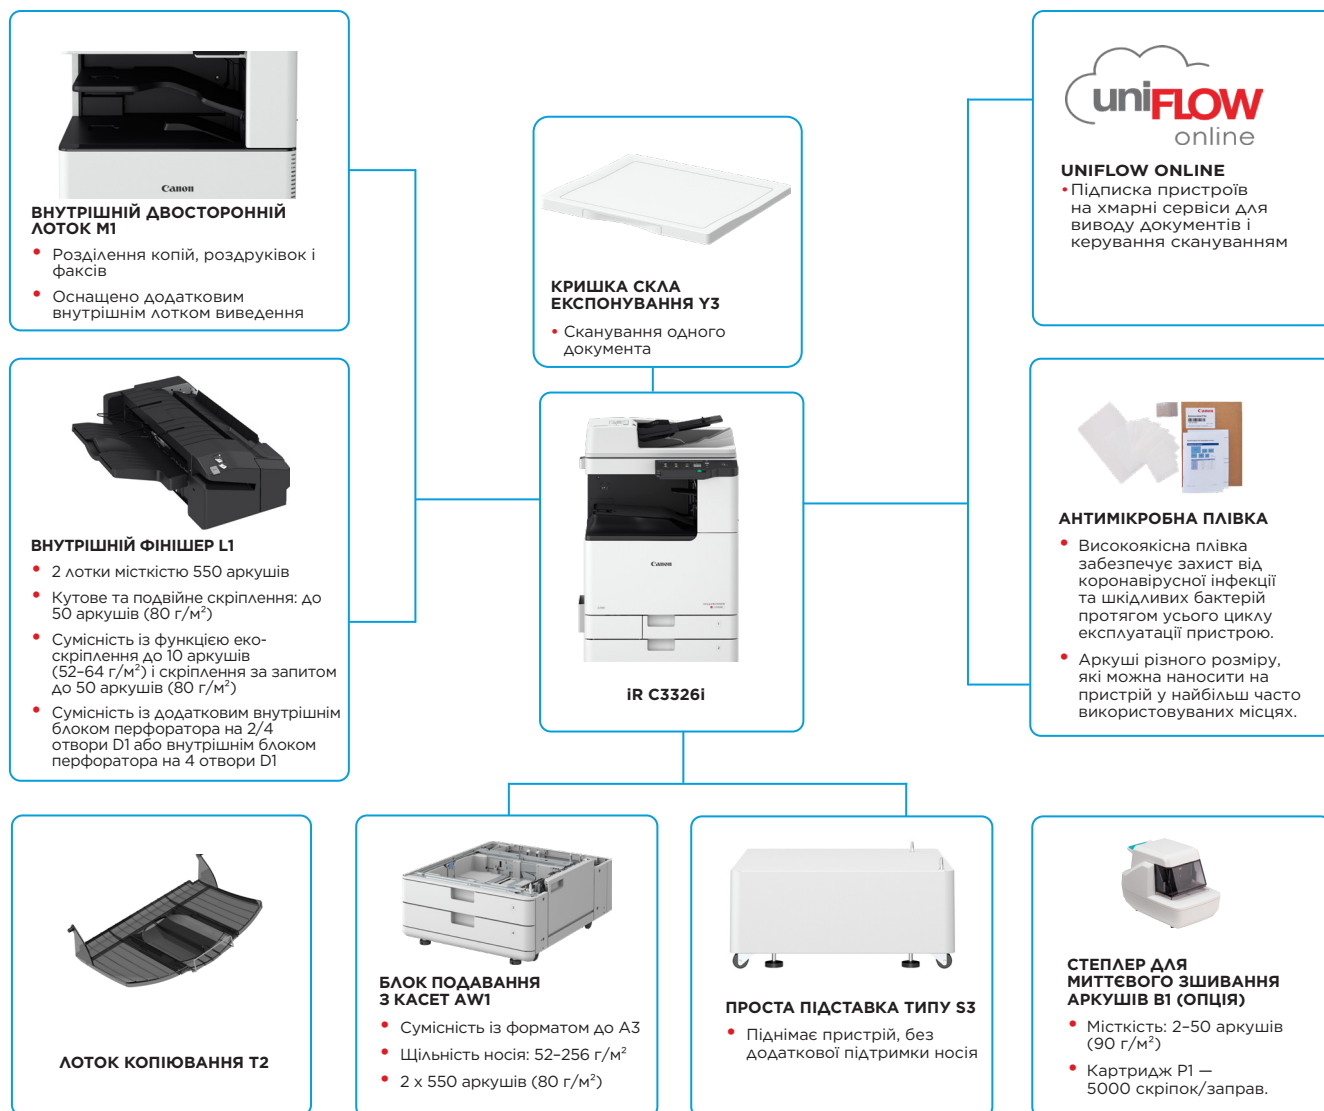 Canon
ВНУТРІШНІЙ ДВОСТОРОННІЙ
ЛОТОК M1
• Розділення копій, роздруківок і
факсів
• Оснащено додатковим
внутрішнім лотком виведення
КРИШКА СКЛА
ЕКСПОНУВАННЯ Y3
• Сканування одного
документа
uniFLOW
online
UNIFLOW ONLINE
• Підписка пристроїв
на хмарні сервіси для
виводу документів і
керування скануванням
ВНУТРІШНІЙ ФІНІШЕР L1
• 2 лотки місткістю 550 аркушів
• Кутове та подвійне скріплення: до
50 аркушів (80 г/м²)
• Сумісність із функцією еко-
скріплення до 10 аркушів
(52–64 г/м²) і скріплення за запитом
до 50 аркушів (80 г/м²)
• Сумісність із додатковим внутрішнім
блоком перфоратора на 2/4
отвори D1 або внутрішнім блоком
перфоратора на 4 отвори D1
Canon
iR C3326i
Canon
АНТИМІКРОБНА ПЛІВКА
• Високоякісна плівка
забезпечує захист від
коронавірусної інфекції
та шкідливих бактерій
протягом усього циклу
експлуатації пристрою.
• Аркуші різного розміру,
які можна наносити на
пристрій у найбільш часто
використовуваних місцях.
ЛОТОК КОПІЮВАННЯ T2
БЛОК ПОДАВАННЯ
З КАСЕТ AW1
• Сумісність із форматом до A3
• Щільність носія: 52–256 г/м²
• 2 x 550 аркушів (80 г/м²)
ПРОСТА ПІДСТАВКА ТИПУ S3
• Піднімає пристрій, без
додаткової підтримки носія
СТЕПЛЕР ДЛЯ
МИТТЄВОГО ЗШИВАННЯ
АРКУШІВ B1 (ОПЦІЯ)
• Місткість: 2–50 аркушів
(90 г/м²)
• Картридж P1 —
5000 скріпок/заправ.